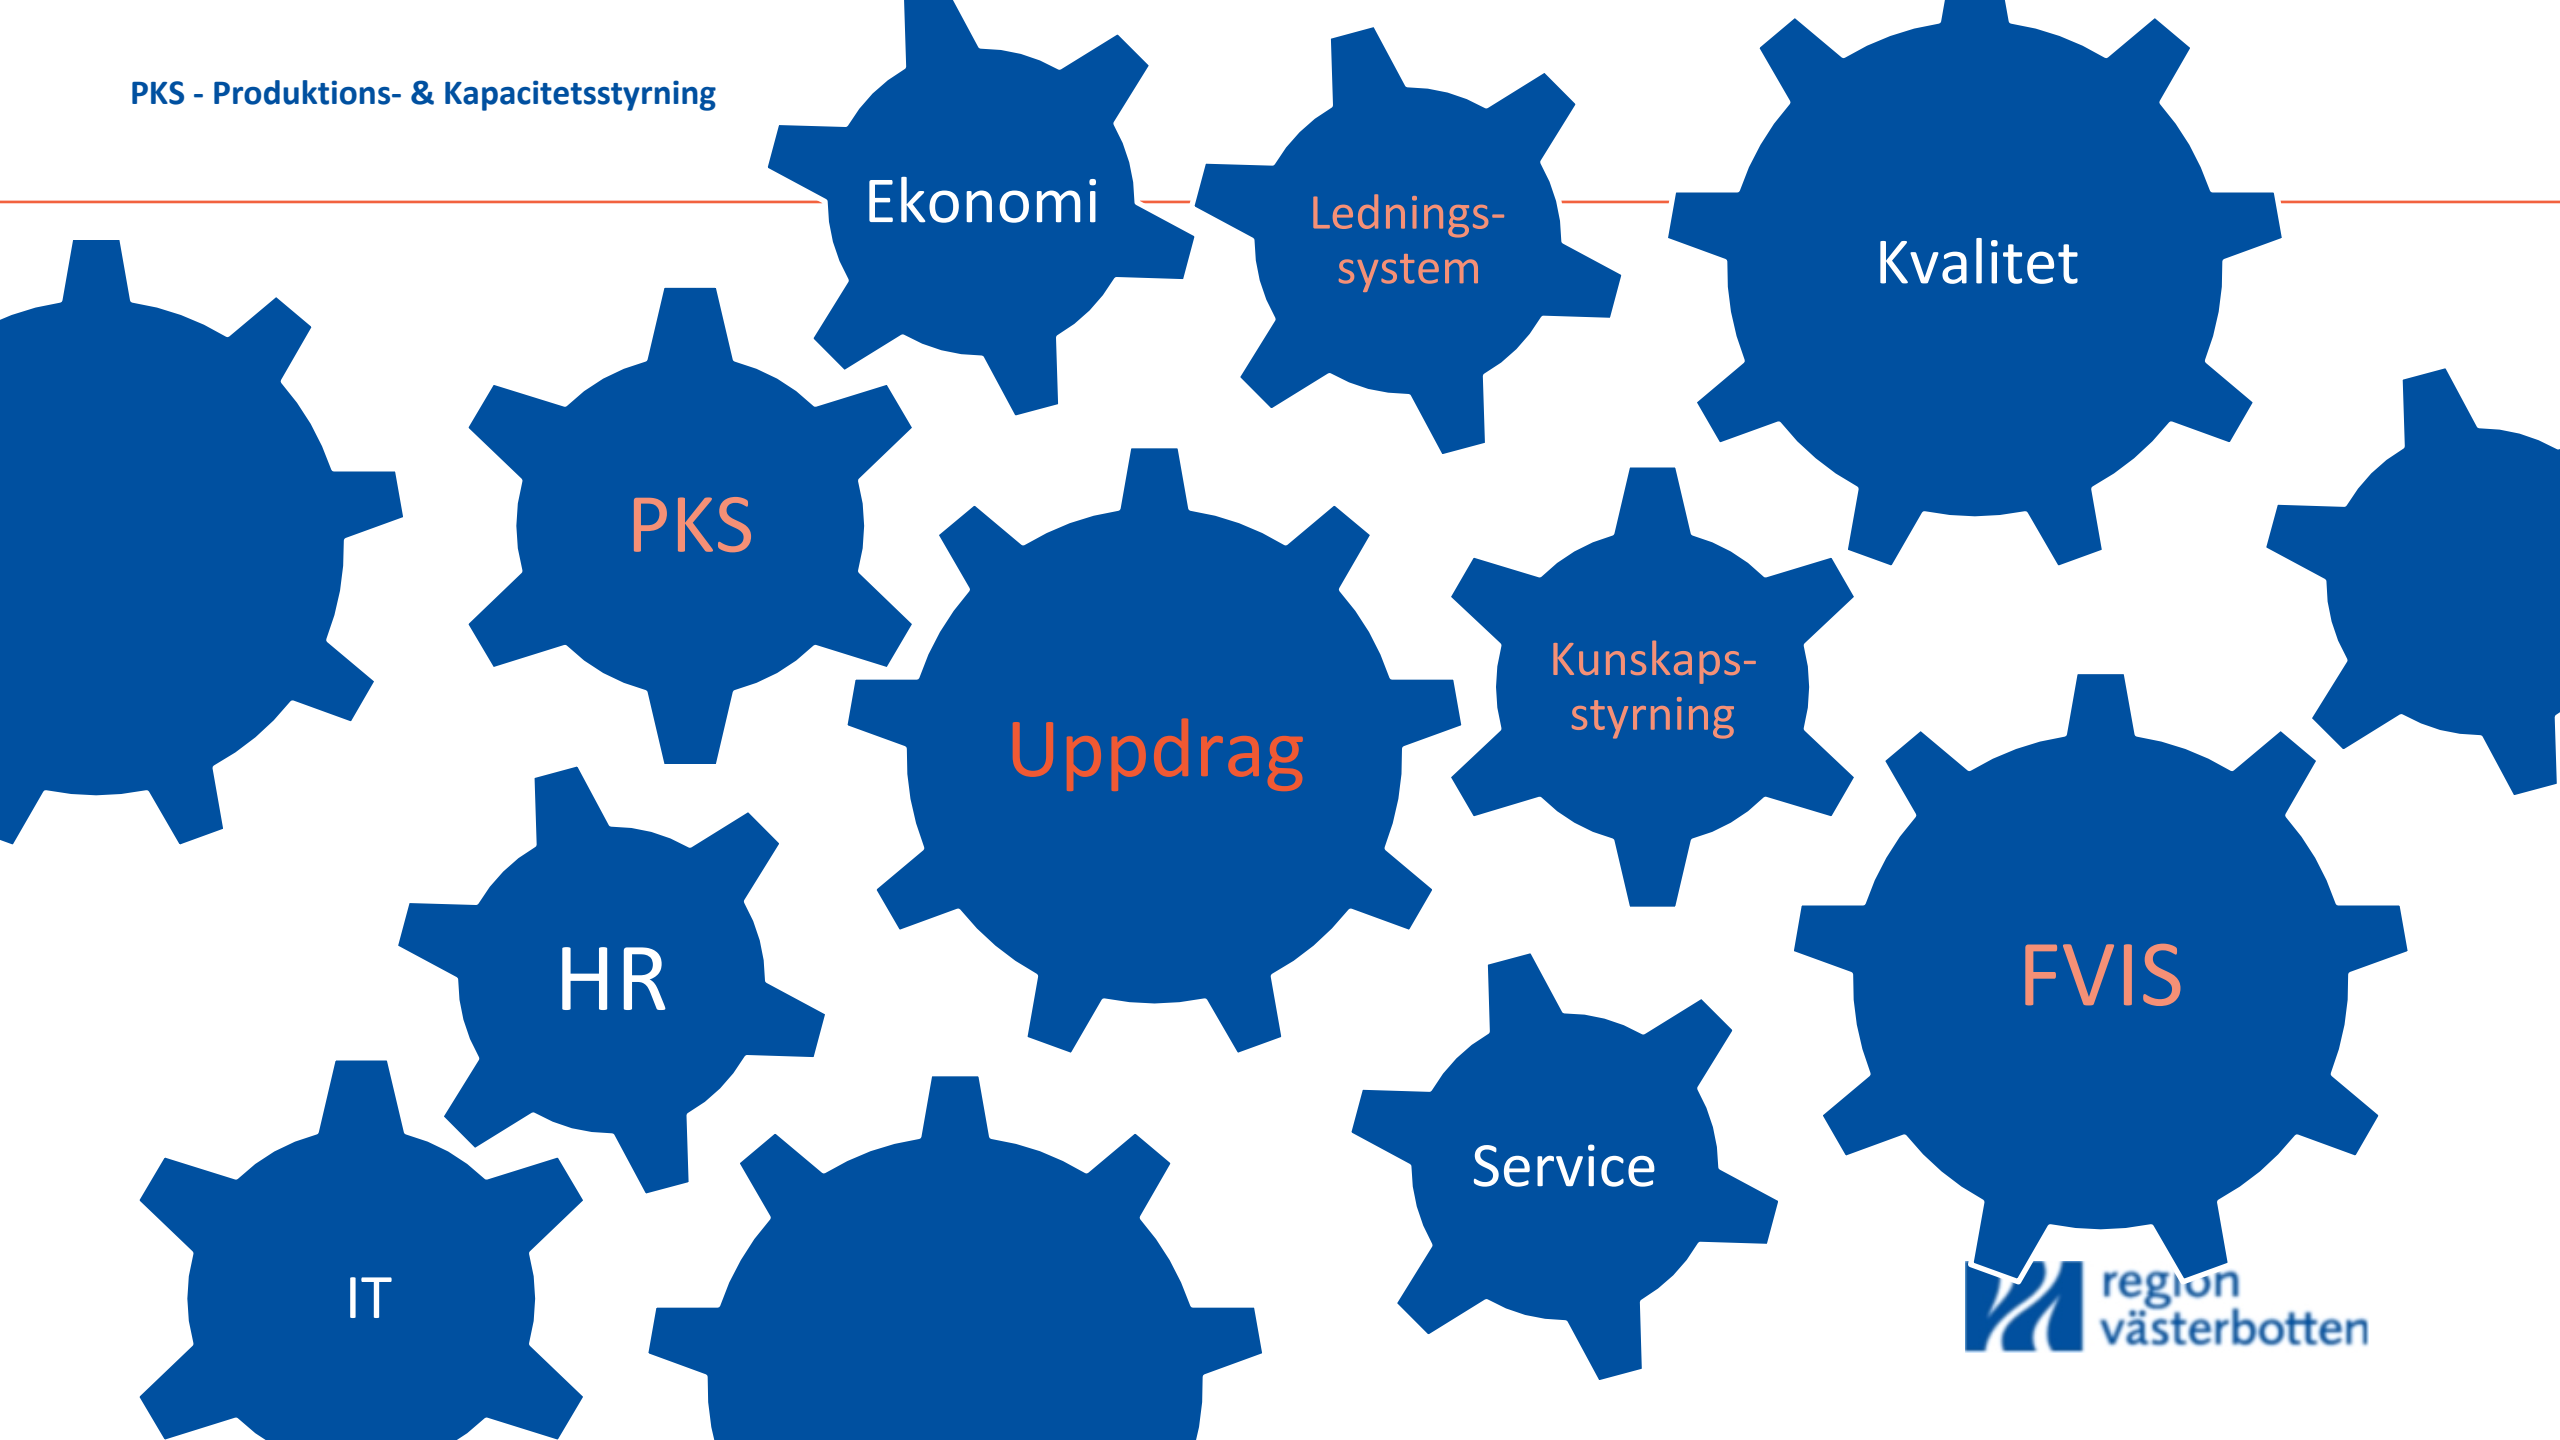 PKS - Produktions- & Kapacitetsstyrning
Ekonomi
Lednings-
system
Kvalitet
PKS
Uppdrag
Kunskaps-
styrning
HR
FVIS
Service
IT
region
västerbotten